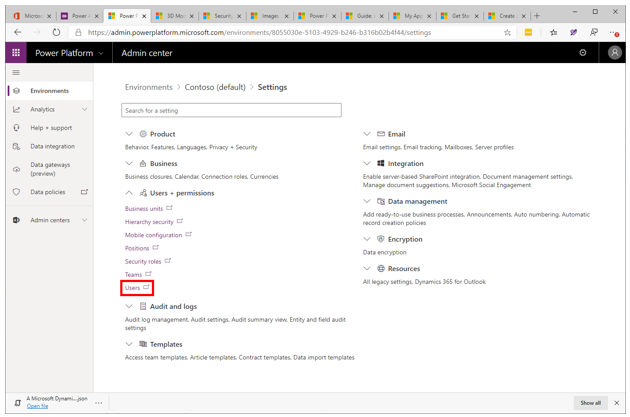 Microso
Power A
Power P
3D Mod
Security
Images
Power P
Guide:
My App
Get Star
Create
https://admin.powerplatform.microsoft.com/environments/8055030e-5103-4929-b246-b316b02b4f44/settings
Power Platform
Admin center
Environments
Analytics
Help + support
Data integration
Data gateways
(preview)
Data policies
Admin centers
Environments > Contoso (default) > Settings
Search for a setting
Product
Behavior, Features, Languages, Privacy + Security
Business
Business closures, Calendar, Connection roles, Currencies
Users + permissions
Business units
Hierarchy security
Mobile configuration
Positions
Security roles
Teams
Users
Audit and logs
Audit log management, Audit settings, Audit summary view, Entity and field audit
settings
Templates
Access team templates, Article templates, Contract templates, Data import templates
Email
Email settings, Email tracking, Mailboxes, Server profiles
Integration
Enable server-based SharePoint integration, Document management settings,
Manage document suggestions, Microsoft Social Engagement
Data management
Add ready-to-use business processes, Announcements, Auto numbering, Automatic
record creation policies
Encryption
Data encryption
Resources
All legacy settings, Dynamics 365 for Outlook
A Microsoft Dynami....json
Open file
Show all